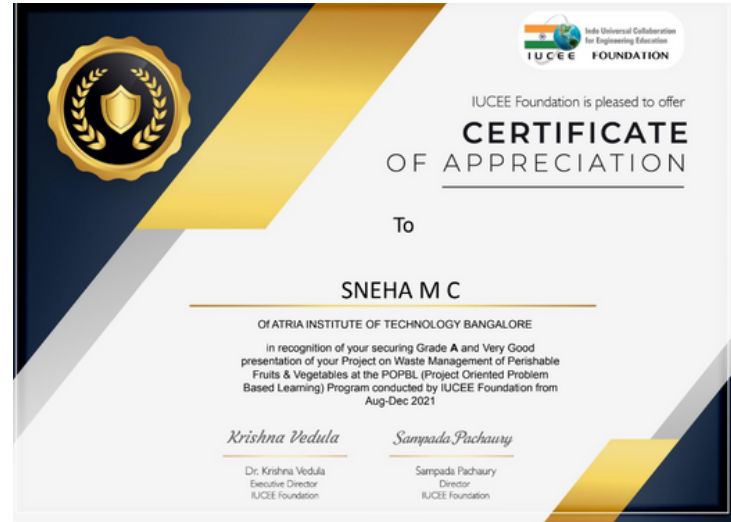 Indo Universal Collaboration
for Engineering Education
IUCEE FOUNDATION
IUCEE Foundation is pleased to offer
CERTIFICATE
OF APPRECIATION
To
SNEHA M C
Of ATRIA INSTITUTE OF TECHNOLOGY BANGALORE
in recognition of your securing Grade A and Very Good
presentation of your Project on Waste Management of Perishable
Fruits & Vegetables at the POPBL (Project Oriented Problem
Based Learning) Program conducted by IUCEE Foundation from
Aug-Dec 2021
Krishna Vedula Sampada Pachaury
Dr. Krishna Vedula Sampada Pachaury
Executive Director Director
IUCEE Foundation IUCEE Foundation